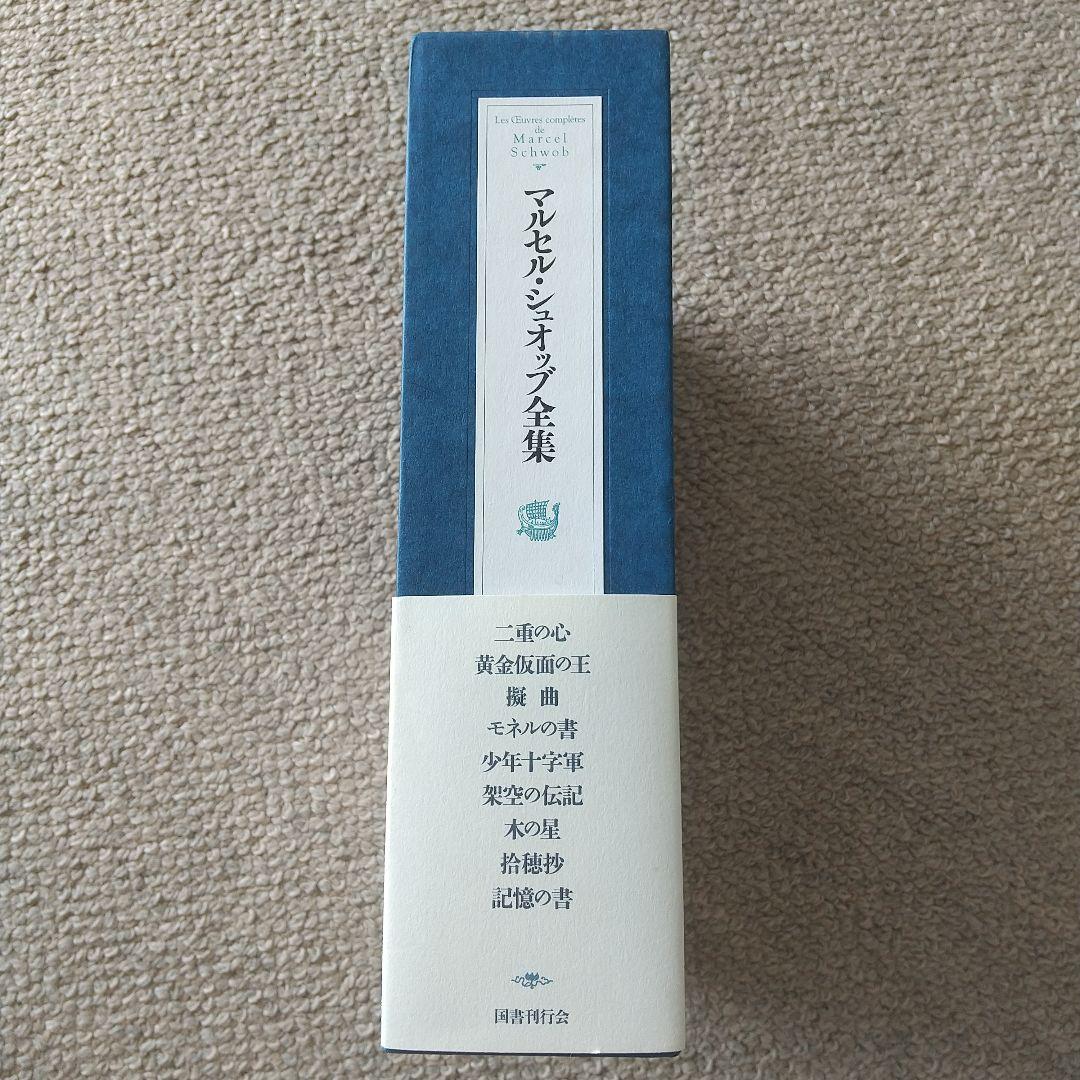 Les Œuvres complètes
de
Marcel
Schwob
マルセル・シュオッブ全集
二重の心
黄金仮面の王
擬曲
モネルの書
少年十字軍
架空の伝記
木の星
拾穂抄
記憶の書
国書刊行会